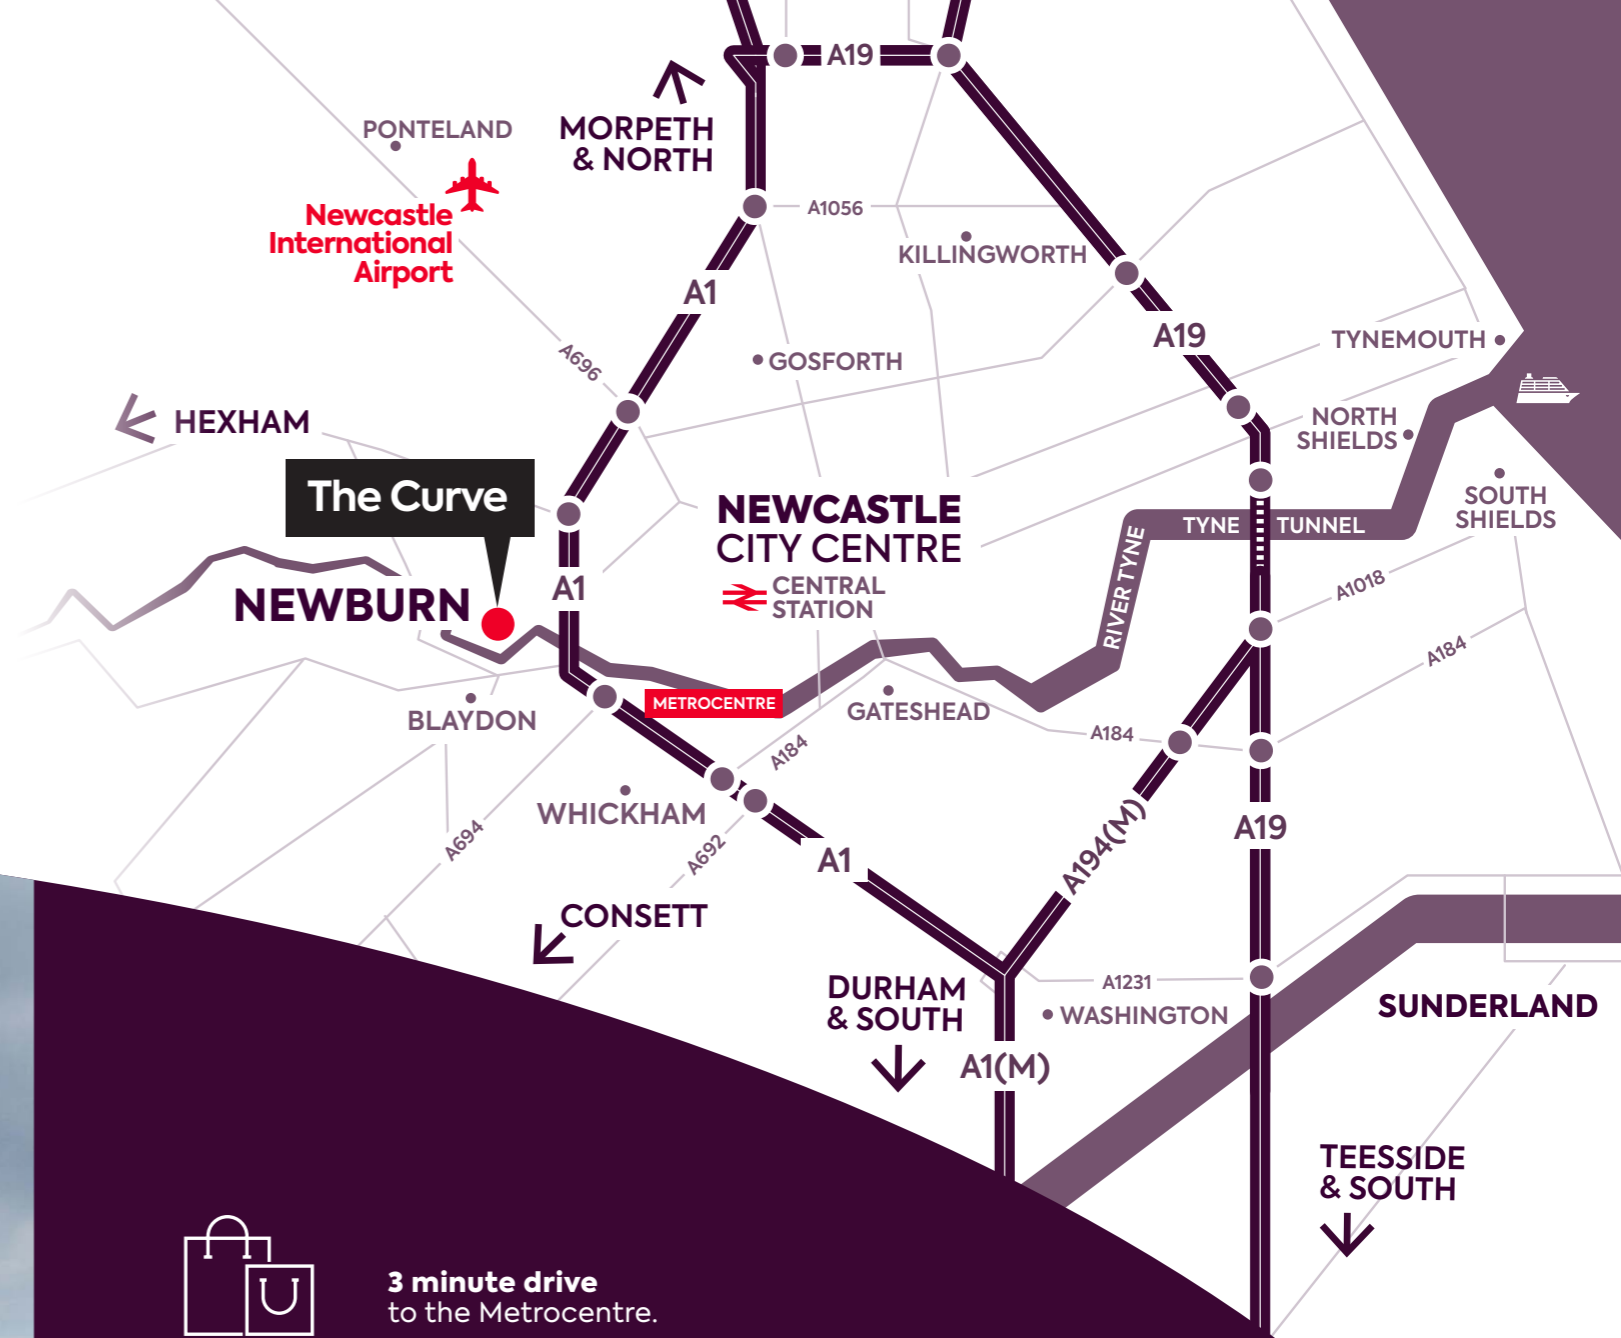 A19
PONTELAND
MORPETH
& NORTH
Newcastle
International
Airport
A1056
KILLINGWORTH
A1
A19
TYNEMOUTH
A696
GOSFORTH
HEXHAM
NORTH
SHIELDS
The Curve
NEWCASTLE
CITY CENTRE
SOUTH
SHIELDS
TYNE TUNNEL
RIVER TYNE
A1
CENTRAL
STATION
A1018
NEWBURN
A184
METROCENTRE
BLAYDON
GATESHEAD
A184
A184
WHICKHAM
A694
A692
A1
A194(M)
A19
CONSETT
DURHAM
& SOUTH
A1231
WASHINGTON
SUNDERLAND
A1(M)
TEESSIDE
& SOUTH
3 minute drive
to the Metrocentre.